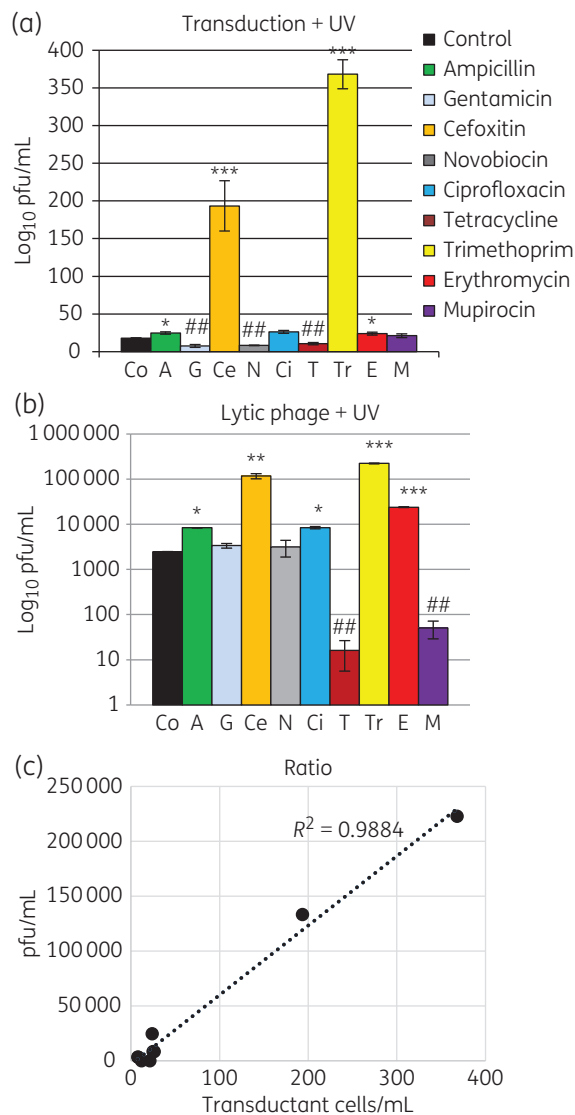 (a)
Transduction + UV
400
350
300
250
200
150
100
50
0
Log10 pfu/mL
***
***
*
##
##
##
*
Co A G Ce N Ci T Tr E M
Control
Ampicillin
Gentamicin
Cefoxitin
Novobiocin
Ciprofloxacin
Tetracycline
Trimethoprim
Erythromycin
Mupirocin
(b)
Lytic phage + UV
1 000 000
100 000
10 000
1000
100
10
1
Log10 pfu/mL
*
**
*
##
***
***
##
Co A G Ce N Ci T Tr E M
(c)
Ratio
250 000
200 000
150 000
100 000
50 000
0
pfu/mL
R² = 0.9884
0 100 200 300 400
Transductant cells/mL